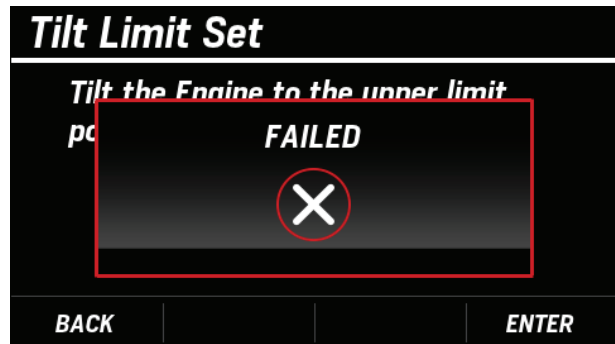 Tilt Limit Set
Tilt the Engine to the upper limit
FAILED
BACK
ENTER